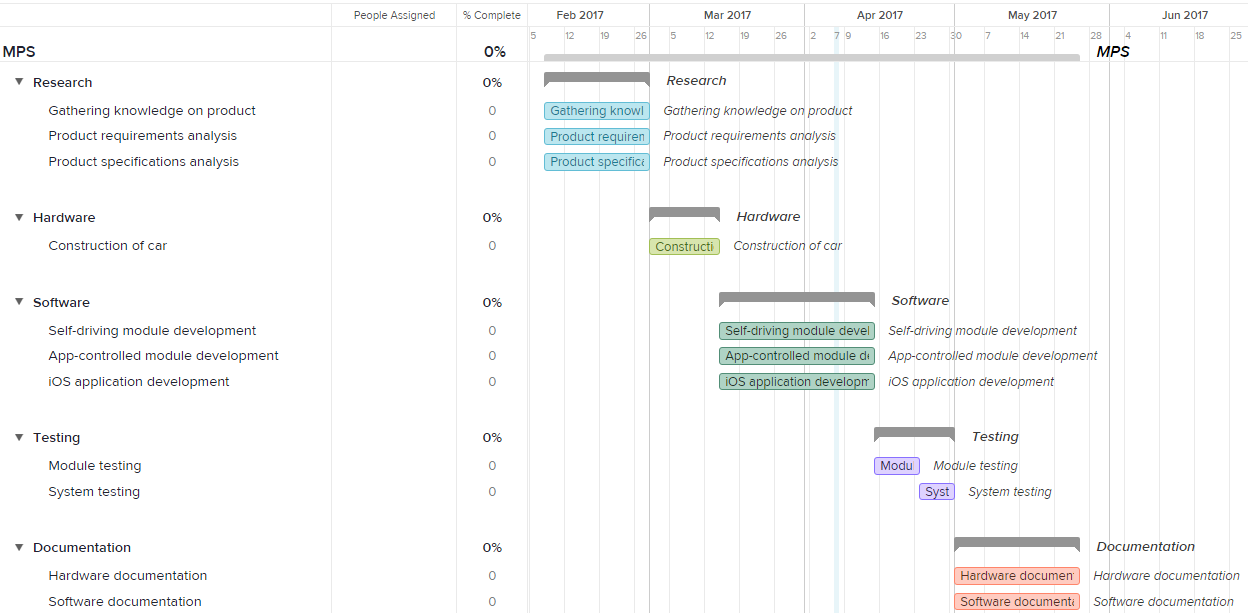 People Assigned % Complete Feb 2017 Mar 2017 Apr 2017 May 2017 Jun 2017
5 12 19 26 5 12 19 26 2 7 9 16 23 30 7 14 21 28 4 11 18 25
MPS 0% MPS
Research 0% Research
Gathering knowledge on product 0 Gathering knowl Gathering knowledge on product
Product requirements analysis 0 Product requiren Product requirements analysis
Product specifications analysis 0 Product specific Product specifications analysis
Hardware 0% Hardware
Construction of car 0 Constructi Construction of car
Software 0% Software
Self-driving module development 0 Self-driving module devel Self-driving module development
App-controlled module development 0 App-controlled module de App-controlled module development
iOS application development 0 iOS application developm iOS application development
Testing 0% Testing
Module testing 0 Modu Module testing
System testing 0 Syst System testing
Documentation 0% Documentation
Hardware documentation 0 Hardware documen Hardware documentation
Software documentation 0 Software documenta Software documentation